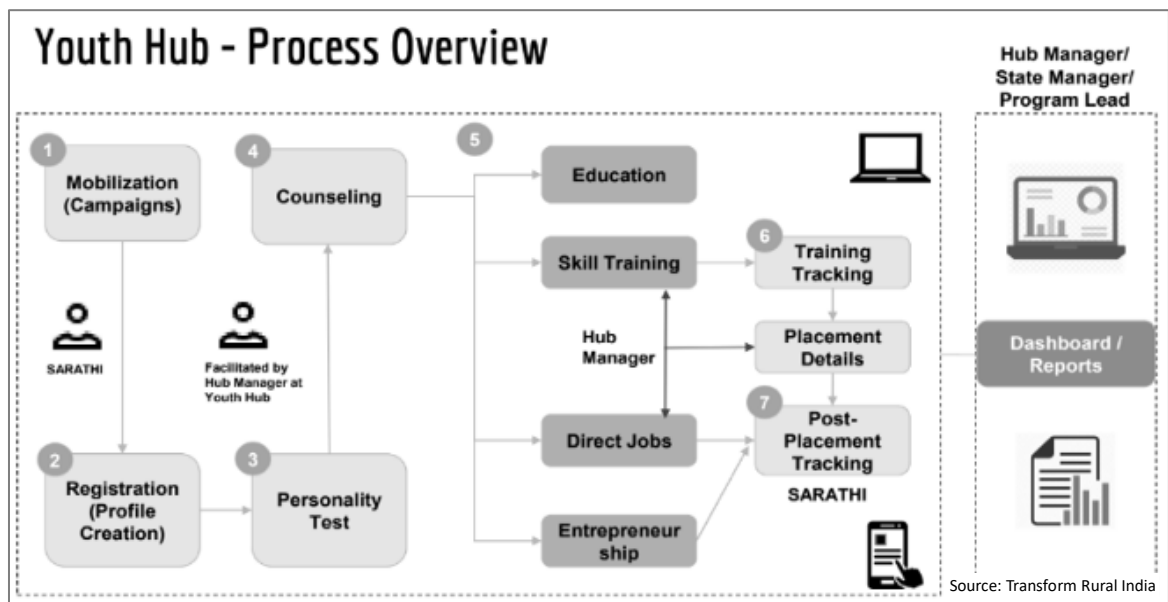 Youth Hub - Process Overview
Hub Manager/
State Manager/
Program Lead
1
Mobilization
(Campaigns)
SARATHI
2
Registration
(Profile
Creation)
3
Personality
Test
Facilitated by
Hub Manager at
Youth Hub
4
Counseling
5
Education
Skill Training
Hub
Manager
Direct Jobs
Entrepreneur
ship
6
Training
Tracking
Placement
Details
7
Post-
Placement
Tracking
SARATHI
Dashboard /
Reports
Source: Transform Rural India